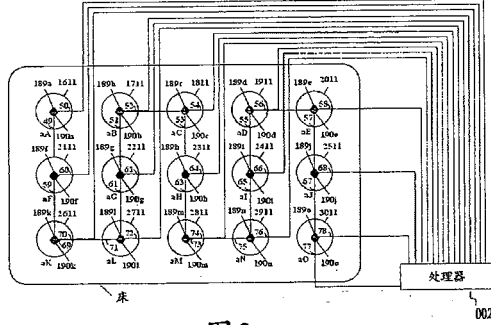 189a 1611 189b 1711 189c 1811 189d 1911 189e 2011
50 52 54 56 58
49 51 53 55 57
aA 190a aB 190b aC 190c aD 190d aE 190e
189f 2111 189g 2211 189h 2311 189i 2411 189j 2511
60 62 64 66 68
59 61 63 65 67
aF 190f aG 190g aH 190h aI 190i aJ 190j
189k 2611 189l 2711 189m 2811 189n 2911 189o 3011
70 72 74 76 78
69 71 73 75 77
aK 190k aL 190l aM 190m aN 190n aO 190o
处理器
床
002